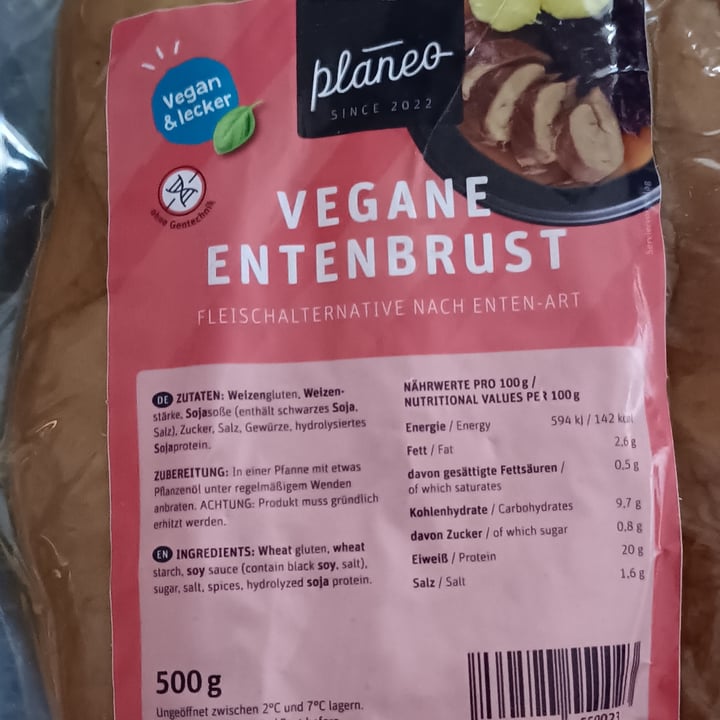 Vegan
& lecker
planeo
SINCE 2022
ohne Gentechnik
VEGANE
ENTENBRUST
FLEISCHALTERNATIVE NACH ENTEN-ART
DE ZUTATEN: Weizengluten, Weizen-
stärke, Sojasoße (enthält schwarzes Soja,
Salz), Zucker, Salz, Gewürze, hydrolysiertes
Sojaprotein.
ZUBEREITUNG: In einer Pfanne mit etwas
Pflanzenöl unter regelmäßigem Wenden
anbraten. ACHTUNG: Produkt muss gründlich
erhitzt werden.
EN INGREDIENTS: Wheat gluten, wheat
starch, soy sauce (contain black soy, salt),
sugar, salt, spices, hydrolyzed soja protein.
NÄHRWERTE PRO 100 g /
NUTRITIONAL VALUES PER 100 g
Energie / Energy 594 kJ / 142 kcal
Fett / Fat 2,6 g
davon gesättigte Fettsäuren / 0,5 g
of which saturates
Kohlenhydrate / Carbohydrates 9,7 g
davon Zucker / of which sugar 0,8 g
Eiweiß / Protein 20 g
Salz / Salt 1,6 g
500 g
Ungeöffnet zwischen 2°C und 7°C lagern.